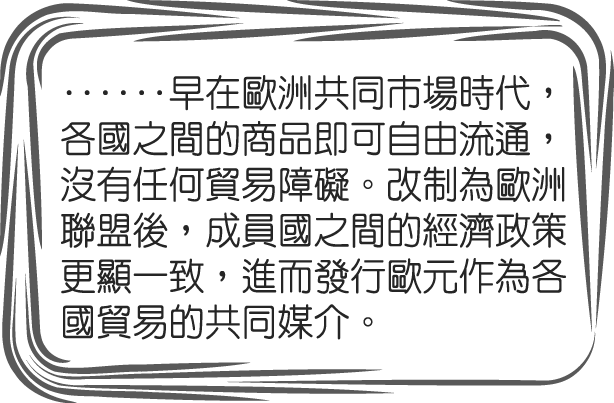 ······早在歐洲共同市場時代，
各國之間的商品即可自由流通，
沒有任何貿易障礙。改制為歐洲
聯盟後，成員國之間的經濟政策
更顯一致，進而發行歐元作為各
國貿易的共同媒介。